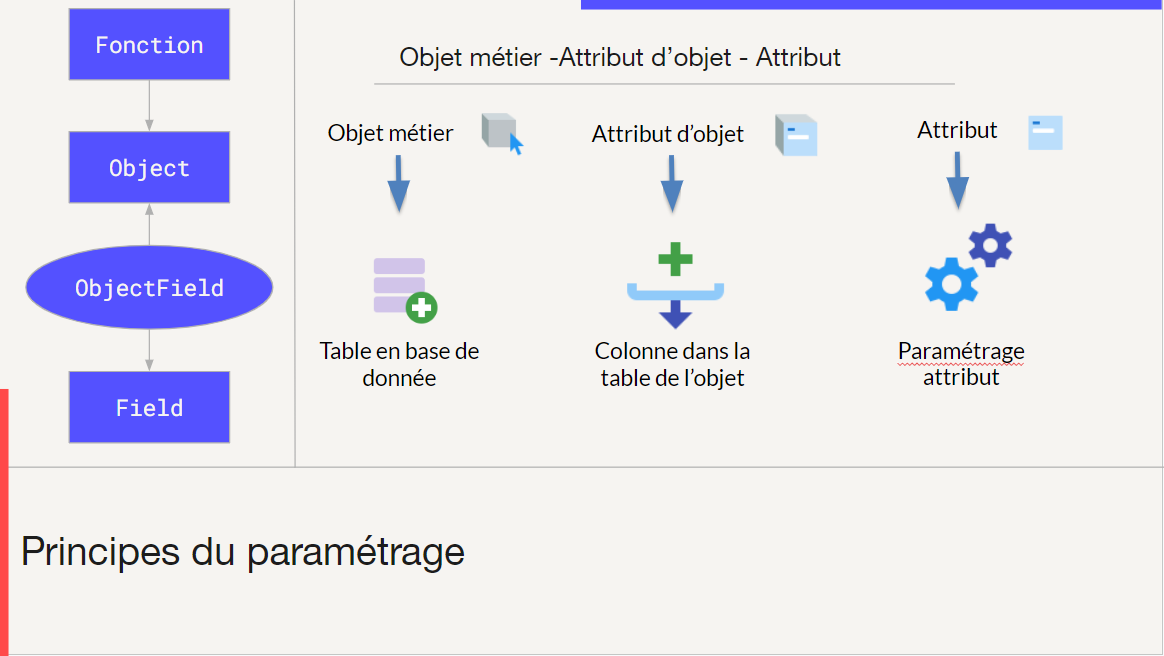 Fonction
Object
ObjectField
Field
Objet métier -Attribut d’objet - Attribut
Objet métier
Attribut d’objet
Attribut
Table en base de
donnée
Colonne dans la
table de l’objet
Paramétrage
attribut
Principes du paramétrage